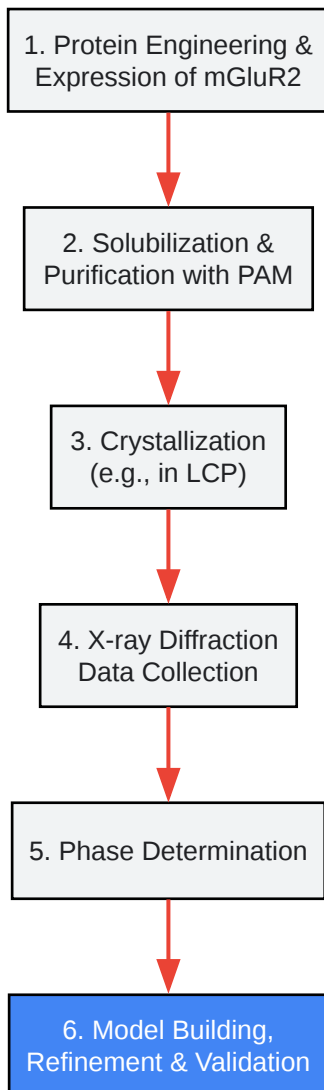 1. Protein Engineering &
Expression of mGluR2
2. Solubilization &
Purification with PAM
3. Crystallization
(e.g., in LCP)
4. X-ray Diffraction
Data Collection
5. Phase Determination
6. Model Building,
Refinement & Validation